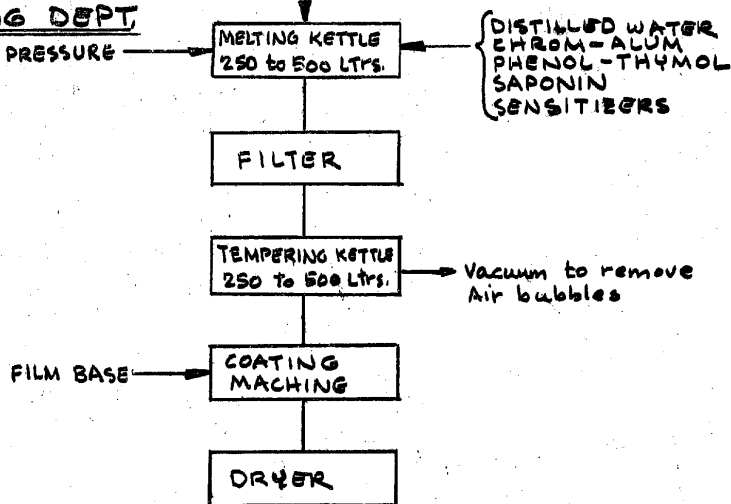 G DEPT,
PRESSURE
MELTING KETTLE
250 to 500 LTrs.
DISTILLED WATER
CHROM-ALUM
PHENOL-THYMOL
SAPONIN
SENSITIZERS
FILTER
TEMPERING KETTLE
250 to 500 Ltrs.
Vacuum to remove
Air bubbles
FILM BASE
COATING
MACHING
DRYER